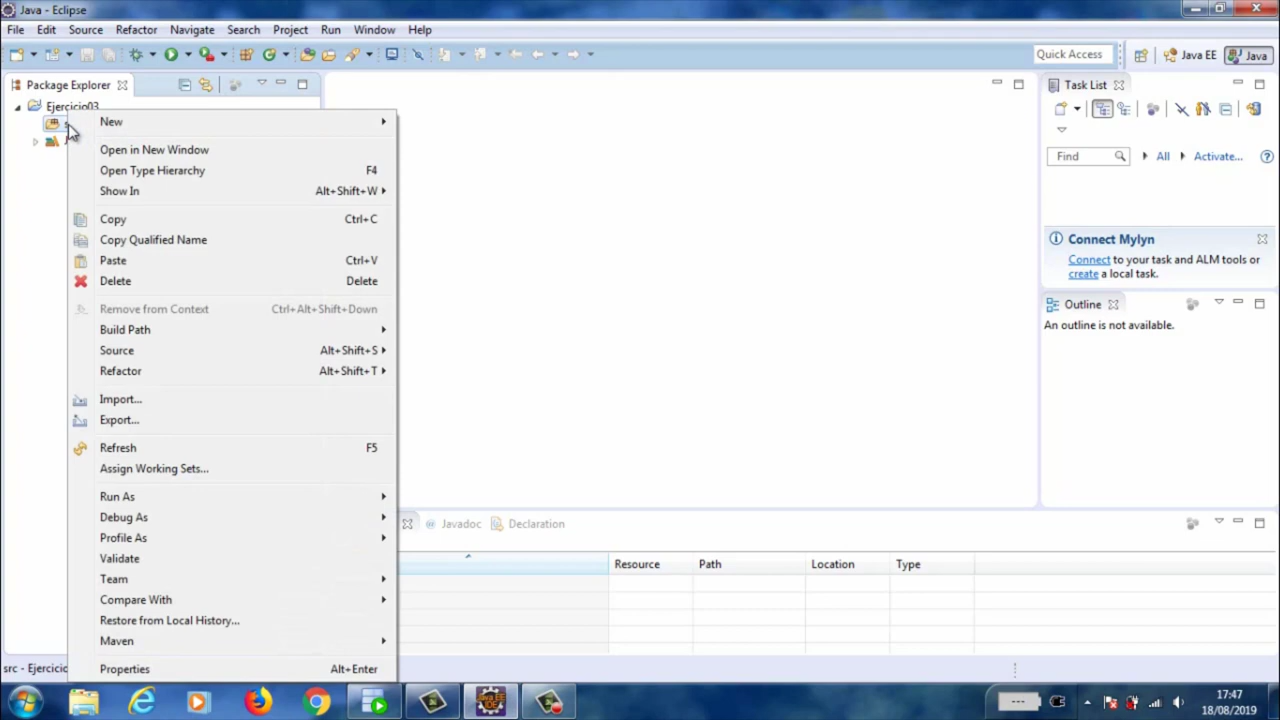 Java - Eclipse
File Edit Source Refactor Navigate Search Project Run Window Help
Quick Access Java EE Java
Package Explorer
Ejercicio03
New
Open in New Window
Open Type Hierarchy F4
Show In Alt+Shift+W
Copy Ctrl+C
Copy Qualified Name
Paste Ctrl+V
Delete Delete
Remove from Context Ctrl+Alt+Shift+Down
Build Path
Source Alt+Shift+S
Refactor Alt+Shift+T
Import...
Export...
Refresh F5
Assign Working Sets...
Run As
Debug As
Profile As
Validate
Team
Compare With
Restore from Local History...
Maven
Properties Alt+Enter
Task List
Find All Activate...
Connect Mylyn
Connect to your task and ALM tools or
create a local task.
Outline
An outline is not available.
Javadoc Declaration
Resource Path Location Type
src - Ejercicio
Java EE
IDE
17:47
18/08/2019